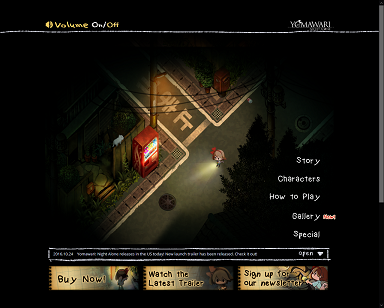 Volume On/Off
YOMAWARI
Story
Characters
How to Play
Gallery New!
Special
2016.10.24 Yomawari: Night Alone releases in the US today! New launch trailer has been released. Check it out!
open ▼
Buy Now!
Watch the
Latest Trailer
Sign up for
our newsletter